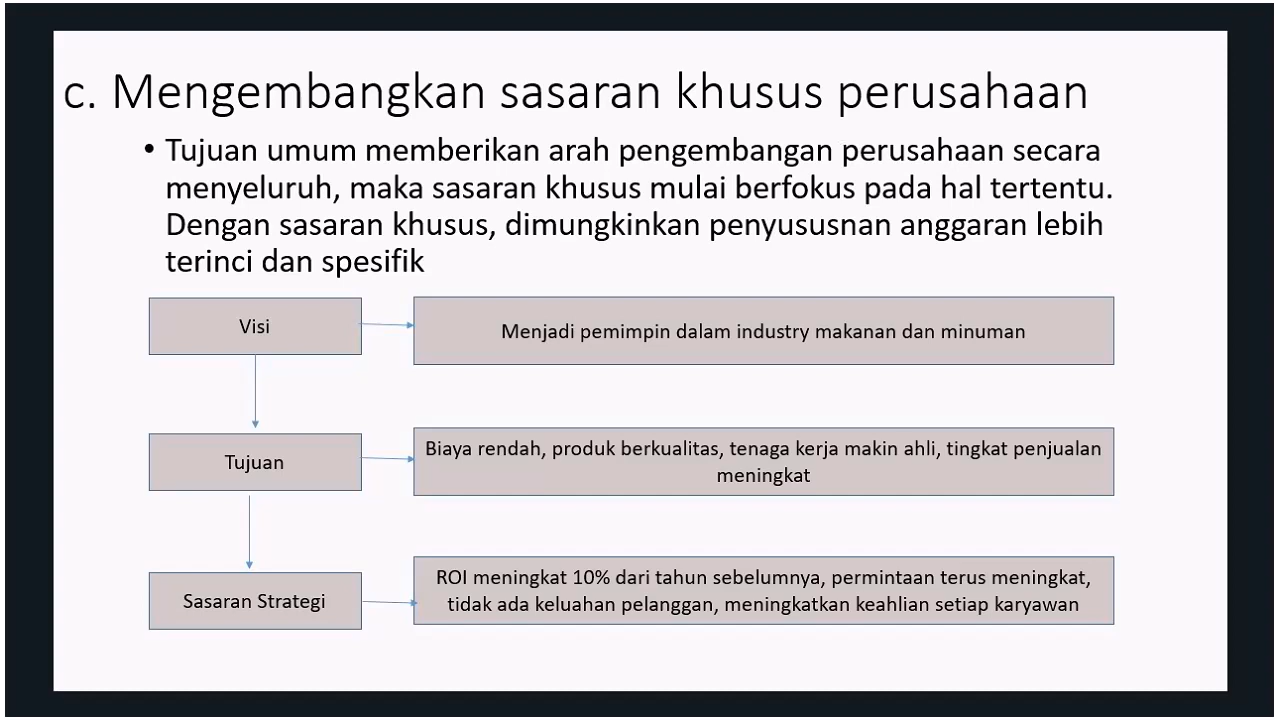 c. Mengembangkan sasaran khusus perusahaan
• Tujuan umum memberikan arah pengembangan perusahaan secara
menyeluruh, maka sasaran khusus mulai berfokus pada hal tertentu.
Dengan sasaran khusus, dimungkinkan penyususnan anggaran lebih
terinci dan spesifik
Visi
Menjadi pemimpin dalam industry makanan dan minuman
Tujuan
Biaya rendah, produk berkualitas, tenaga kerja makin ahli, tingkat penjualan
meningkat
Sasaran Strategi
ROI meningkat 10% dari tahun sebelumnya, permintaan terus meningkat,
tidak ada keluahan pelanggan, meningkatkan keahlian setiap karyawan